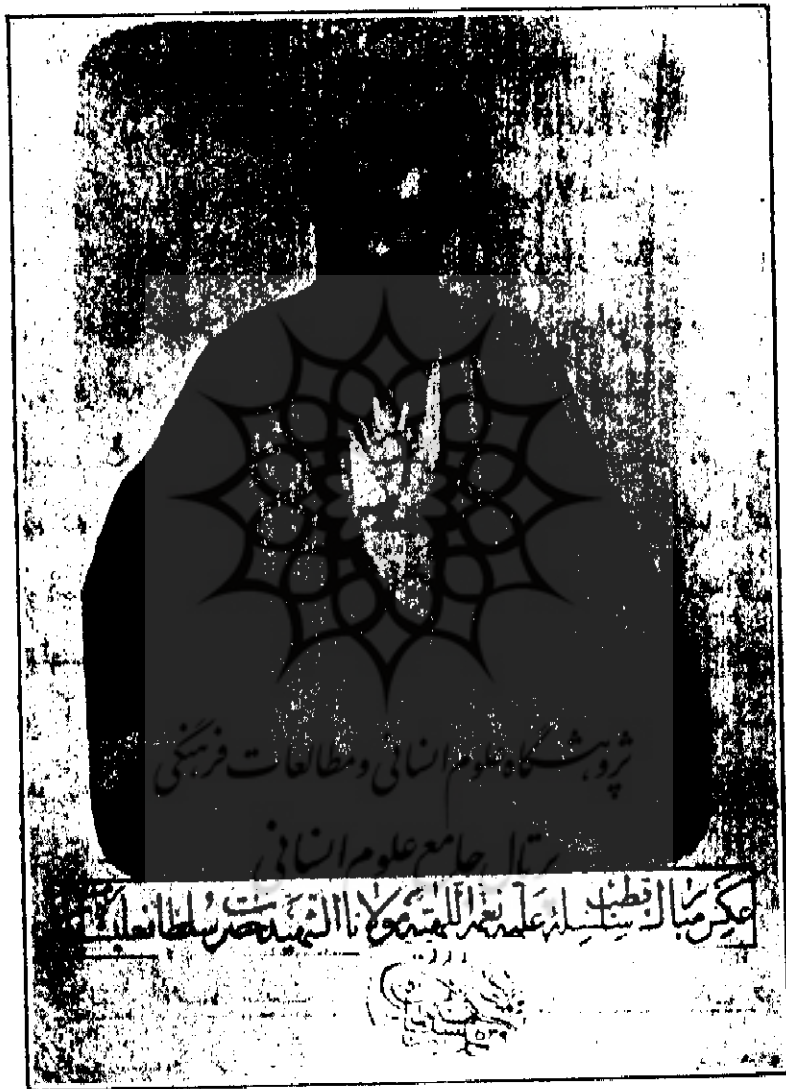 پژوهشگاه علوم انسانی و مطالعات فرهنگی
پرتال جامع علوم انسانی
عکس مبارک قطب سلسله علیه نعمة اللهیه مولانا الشهید حضرت سلطانعلیشاه